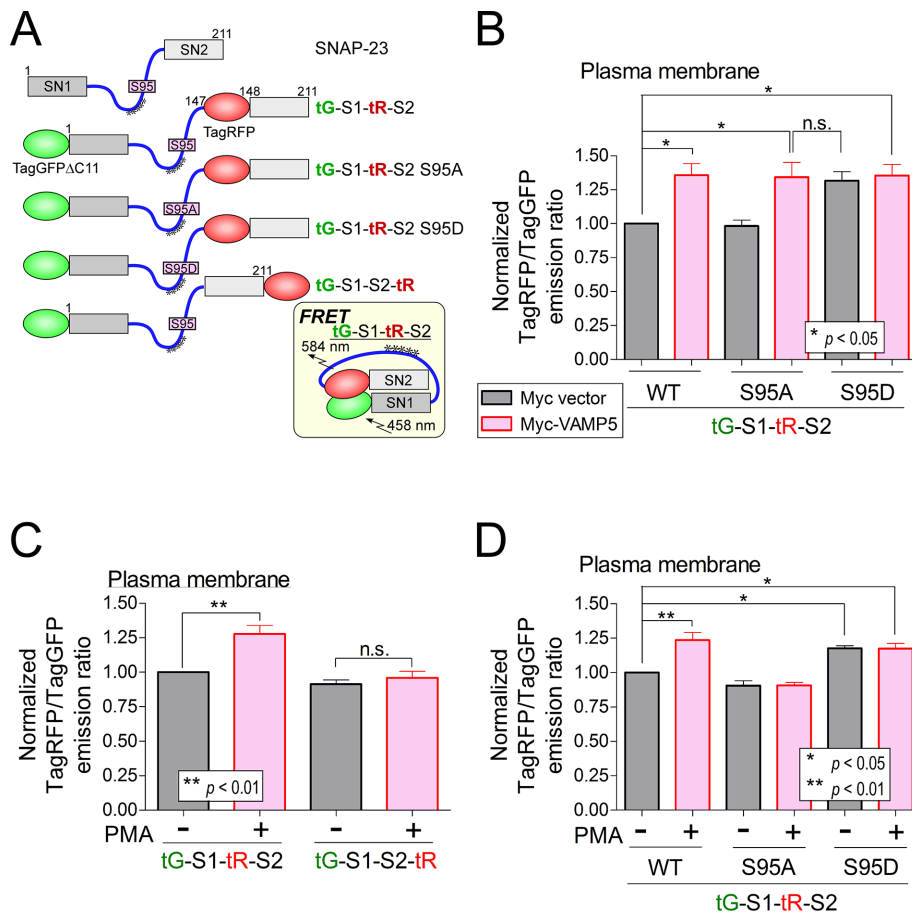 A
211
SN2
SNAP-23
1
SN1
S95
147
148
211
tG-S1-tR-S2
TagRFP
1
S95
TagGFPΔC11
tG-S1-tR-S2 S95A
S95A
tG-S1-tR-S2 S95D
S95D
211
tG-S1-S2-tR
1
S95
*****
FRET
tG-S1-tR-S2
584 nm
*****
SN2
SN1
458 nm
B
Plasma membrane
*
* n.s.
*
Normalized
TagRFP/TagGFP
emission ratio
1.50
1.25
1.00
0.75
0.50
0.25
0.00
* p < 0.05
WT S95A S95D
tG-S1-tR-S2
Myc vector
Myc-VAMP5
C
Plasma membrane
** n.s.
Normalized
TagRFP/TagGFP
emission ratio
1.50
1.25
1.00
0.75
0.50
0.25
0.00
** p < 0.01
PMA - + - +
tG-S1-tR-S2 tG-S1-S2-tR
D
Plasma membrane
*
*
**
Normalized
TagRFP/TagGFP
emission ratio
1.50
1.25
1.00
0.75
0.50
0.25
0.00
* p < 0.05
** p < 0.01
PMA - + - + - +
WT S95A S95D
tG-S1-tR-S2